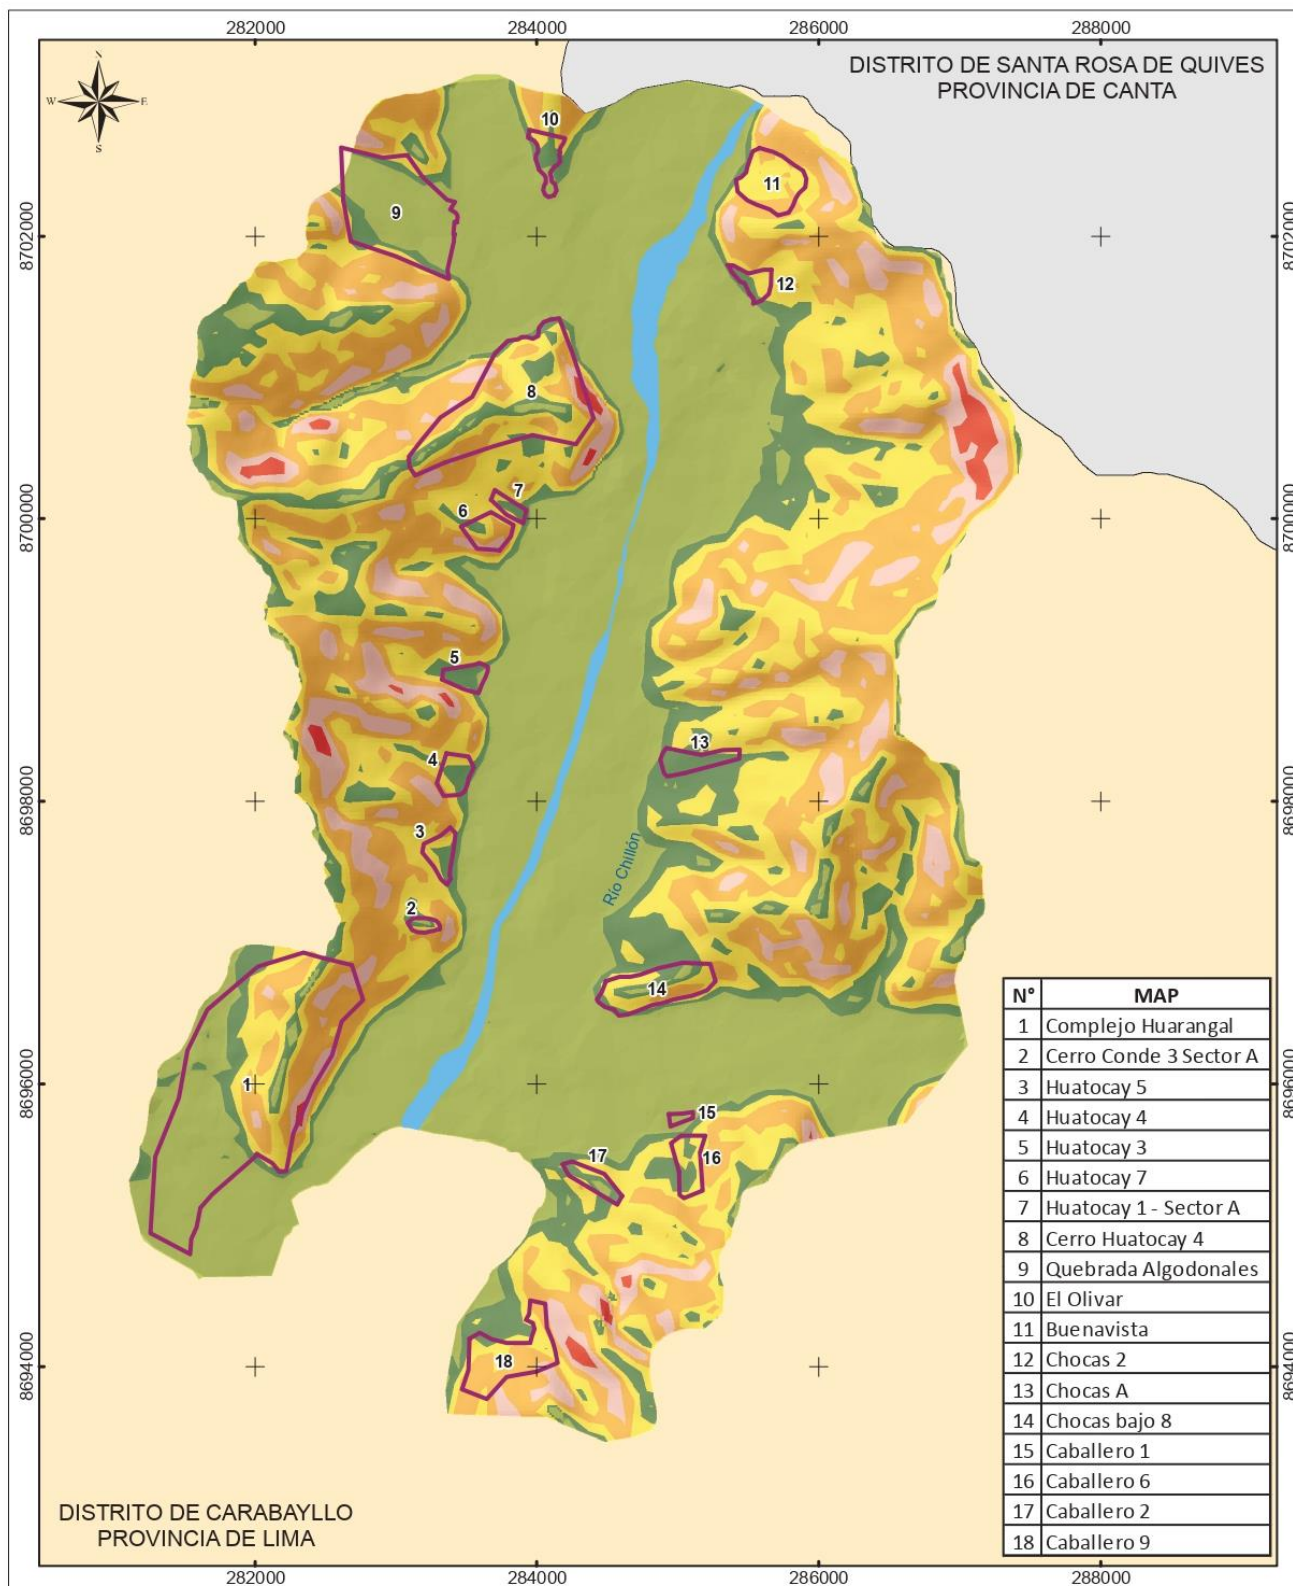 282000 284000 286000 288000
DISTRITO DE SANTA ROSA DE QUIVES
PROVINCIA DE CANTA
N
W E
S
10
11
9
8702000 8702000
12
8
7
6
8700000 8700000
5
13
4
8698000 8698000
3
Río Chillón
2
14
1
8696000 8696000
15
17
16
18
8694000 8694000
N° MAP
1 Complejo Huarangal
2 Cerro Conde 3 Sector A
3 Huatocay 5
4 Huatocay 4
5 Huatocay 3
6 Huatocay 7
7 Huatocay 1 - Sector A
8 Cerro Huatocay 4
9 Quebrada Algodonales
10 El Olivar
11 Buenavista
12 Chocas 2
13 Chocas A
14 Chocas bajo 8
15 Caballero 1
16 Caballero 6
17 Caballero 2
18 Caballero 9
DISTRITO DE CARABAYLLO
PROVINCIA DE LIMA
282000 284000 286000 288000